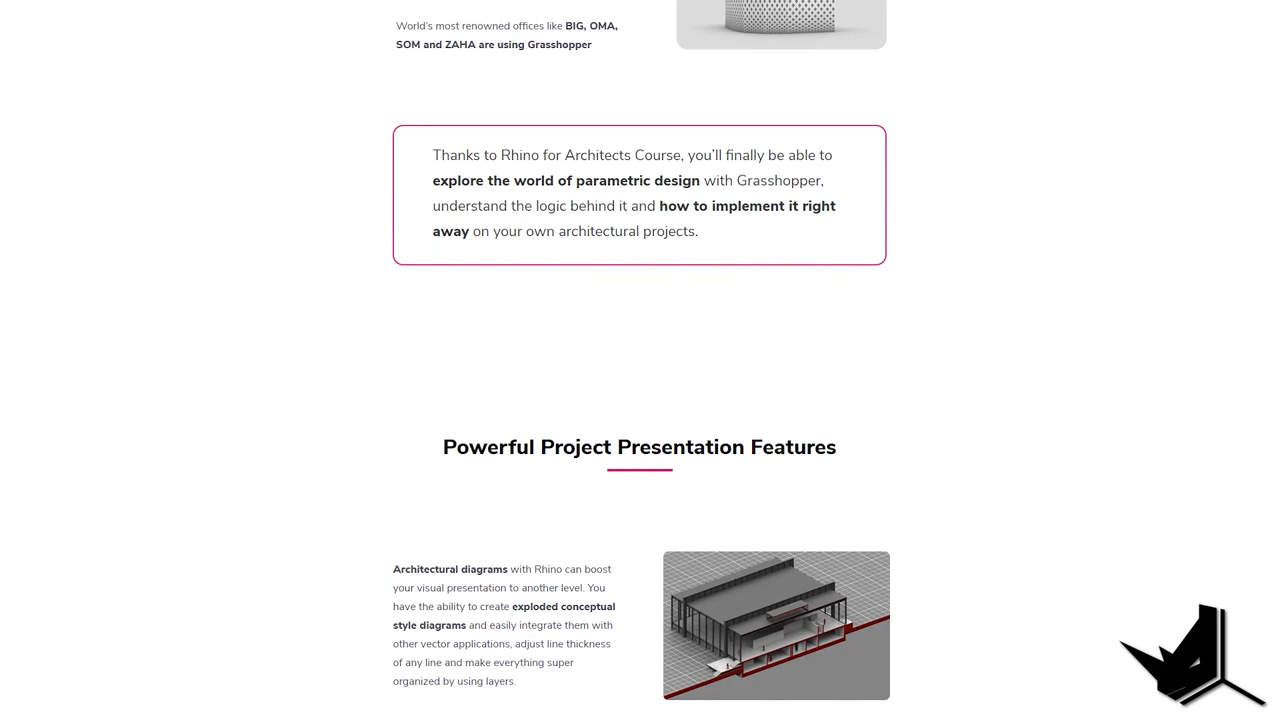 World's most renowned offices like BIG, OMA,
SOM and ZAHA are using Grasshopper
Thanks to Rhino for Architects Course, you'll finally be able to
explore the world of parametric design with Grasshopper,
understand the logic behind it and how to implement it right
away on your own architectural projects.
Powerful Project Presentation Features
Architectural diagrams with Rhino can boost
your visual presentation to another level. You
have the ability to create exploded conceptual
style diagrams and easily integrate them with
other vector applications, adjust line thickness
of any line and make everything super
organized by using layers.